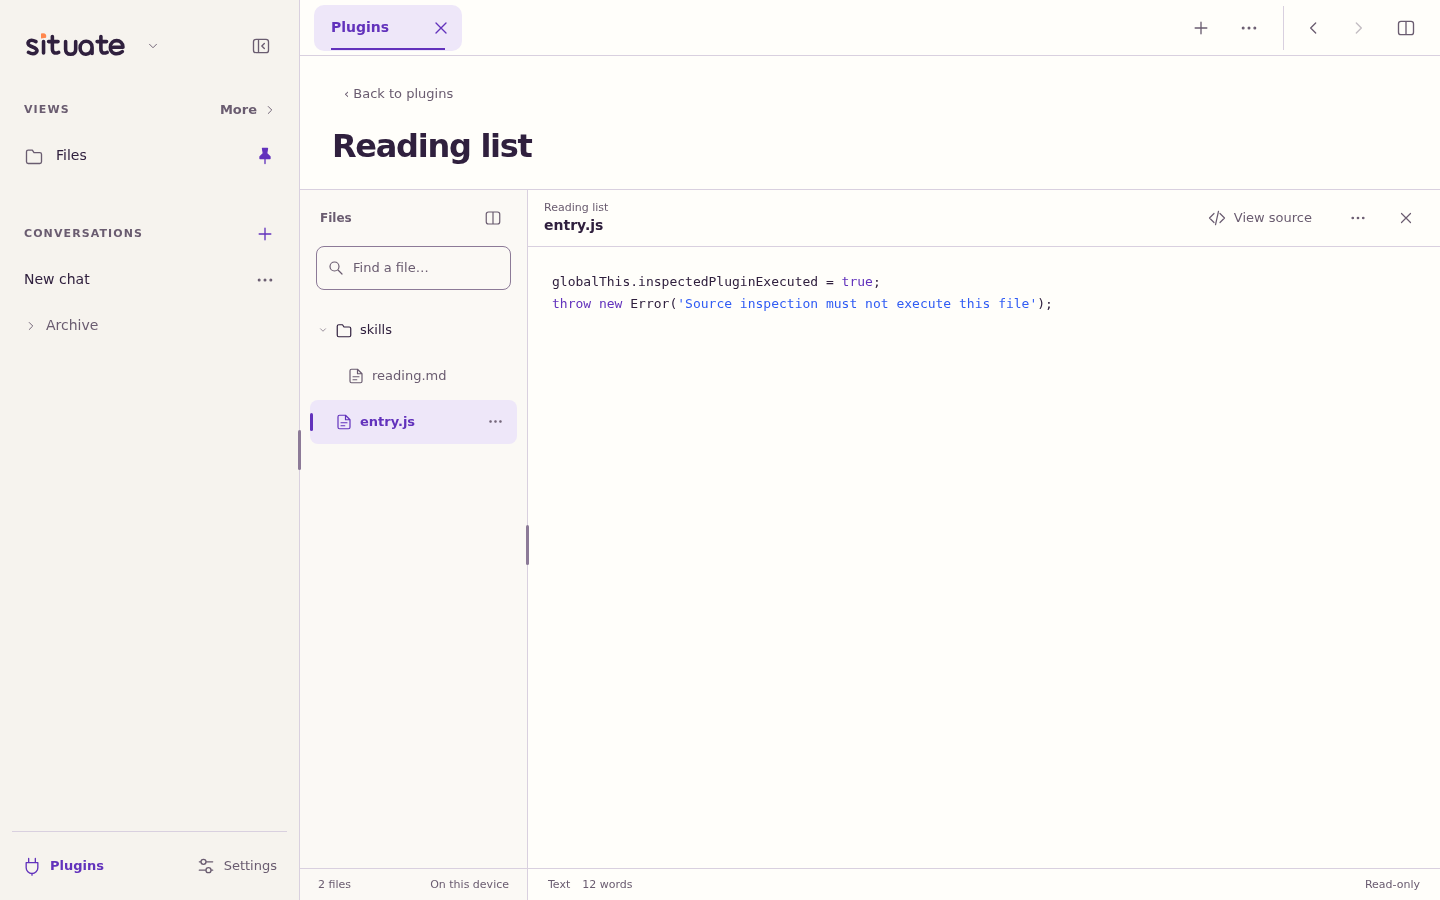 situate
VIEWS
More
Files
CONVERSATIONS
New chat
Archive
Plugins
Settings
Plugins
‹ Back to plugins
Reading list
Files
Find a file...
skills
reading.md
entry.js
2 files
On this device
Reading list
entry.js
View source
globalThis.inspectedPluginExecuted = true;
throw new Error('Source inspection must not execute this file');
Text
12 words
Read-only